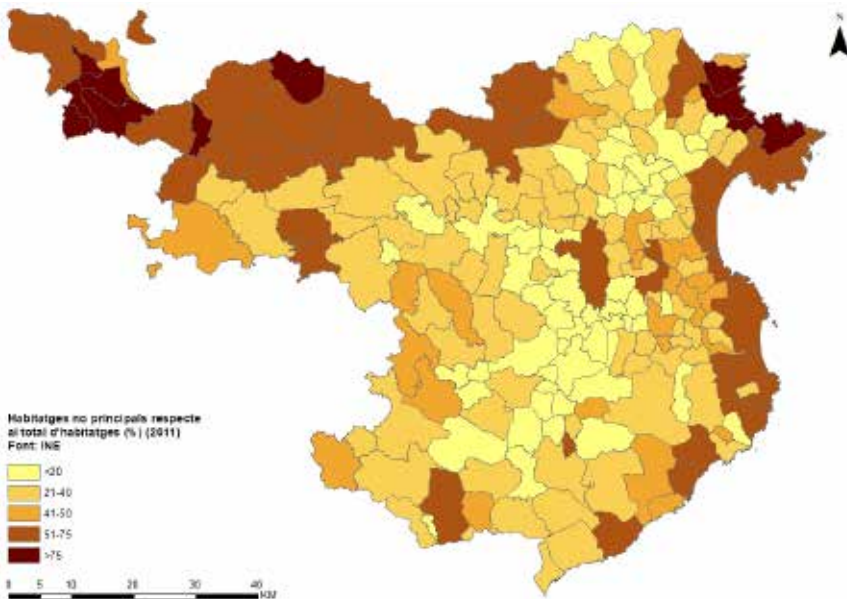 N
Habitatges no principals respecte
al total d'habitatges (%) (2011)
Font: INE
<20
21-40
41-50
51-75
>75
0 5 10 20 30 40
KM